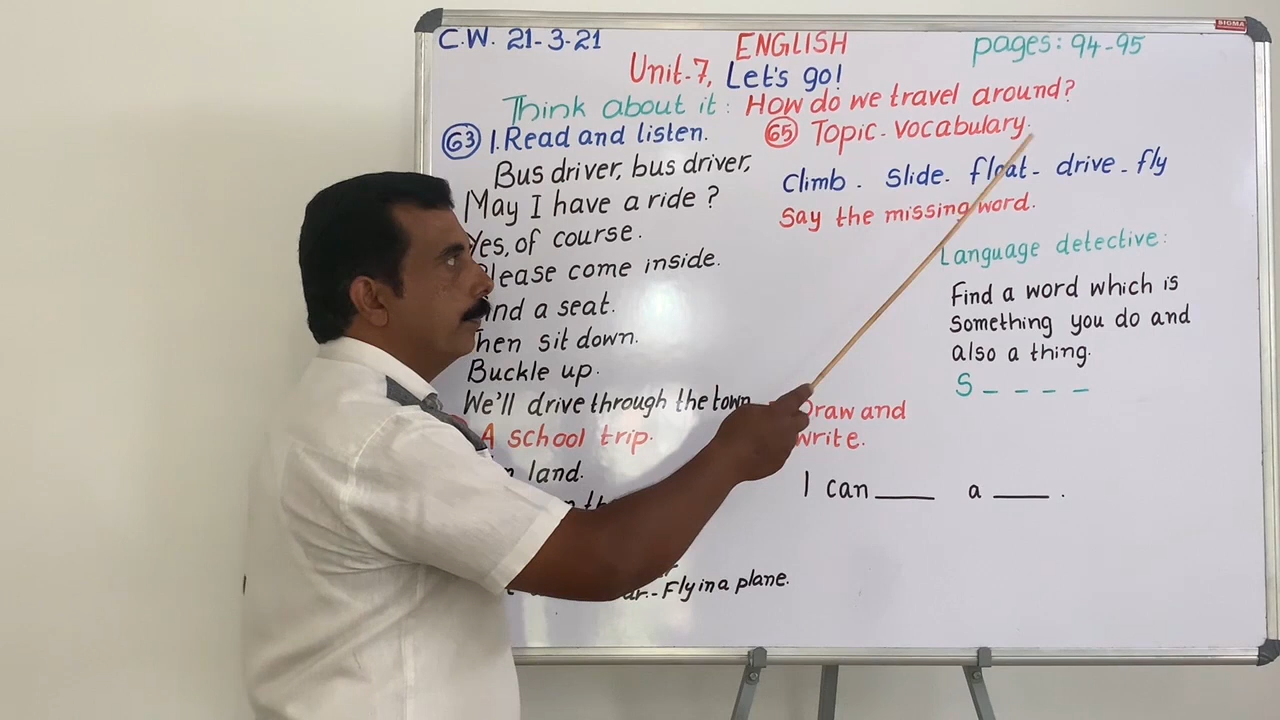 C.W. 21-3-21
ENGLISH
pages: 94-95
SIGMA
Unit-7, Let's go!
Think about it: How do we travel around?
63 1. Read and listen.
Bus driver, bus driver,
May I have a ride?
Yes, of course.
Please come inside.
a seat.
sit down.
Buckle up.
We'll drive through the town
A school trip.
land.
- Fly in a plane.
65 Topic - vocabulary.
Climb - slide - float - drive - fly
Say the missing word.
Language detective:
Find a word which is
something you do and
also a thing.
S _ _ _ _
Draw and
write.
I can ____ a ____ .